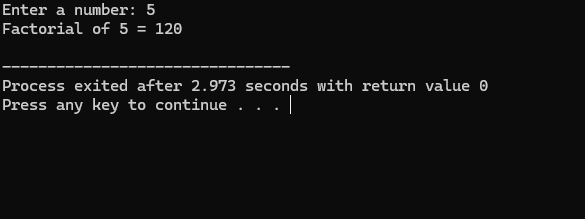 Enter a number: 5
Factorial of 5 = 120
--------------------------------
Process exited after 2.973 seconds with return value 0
Press any key to continue . . .